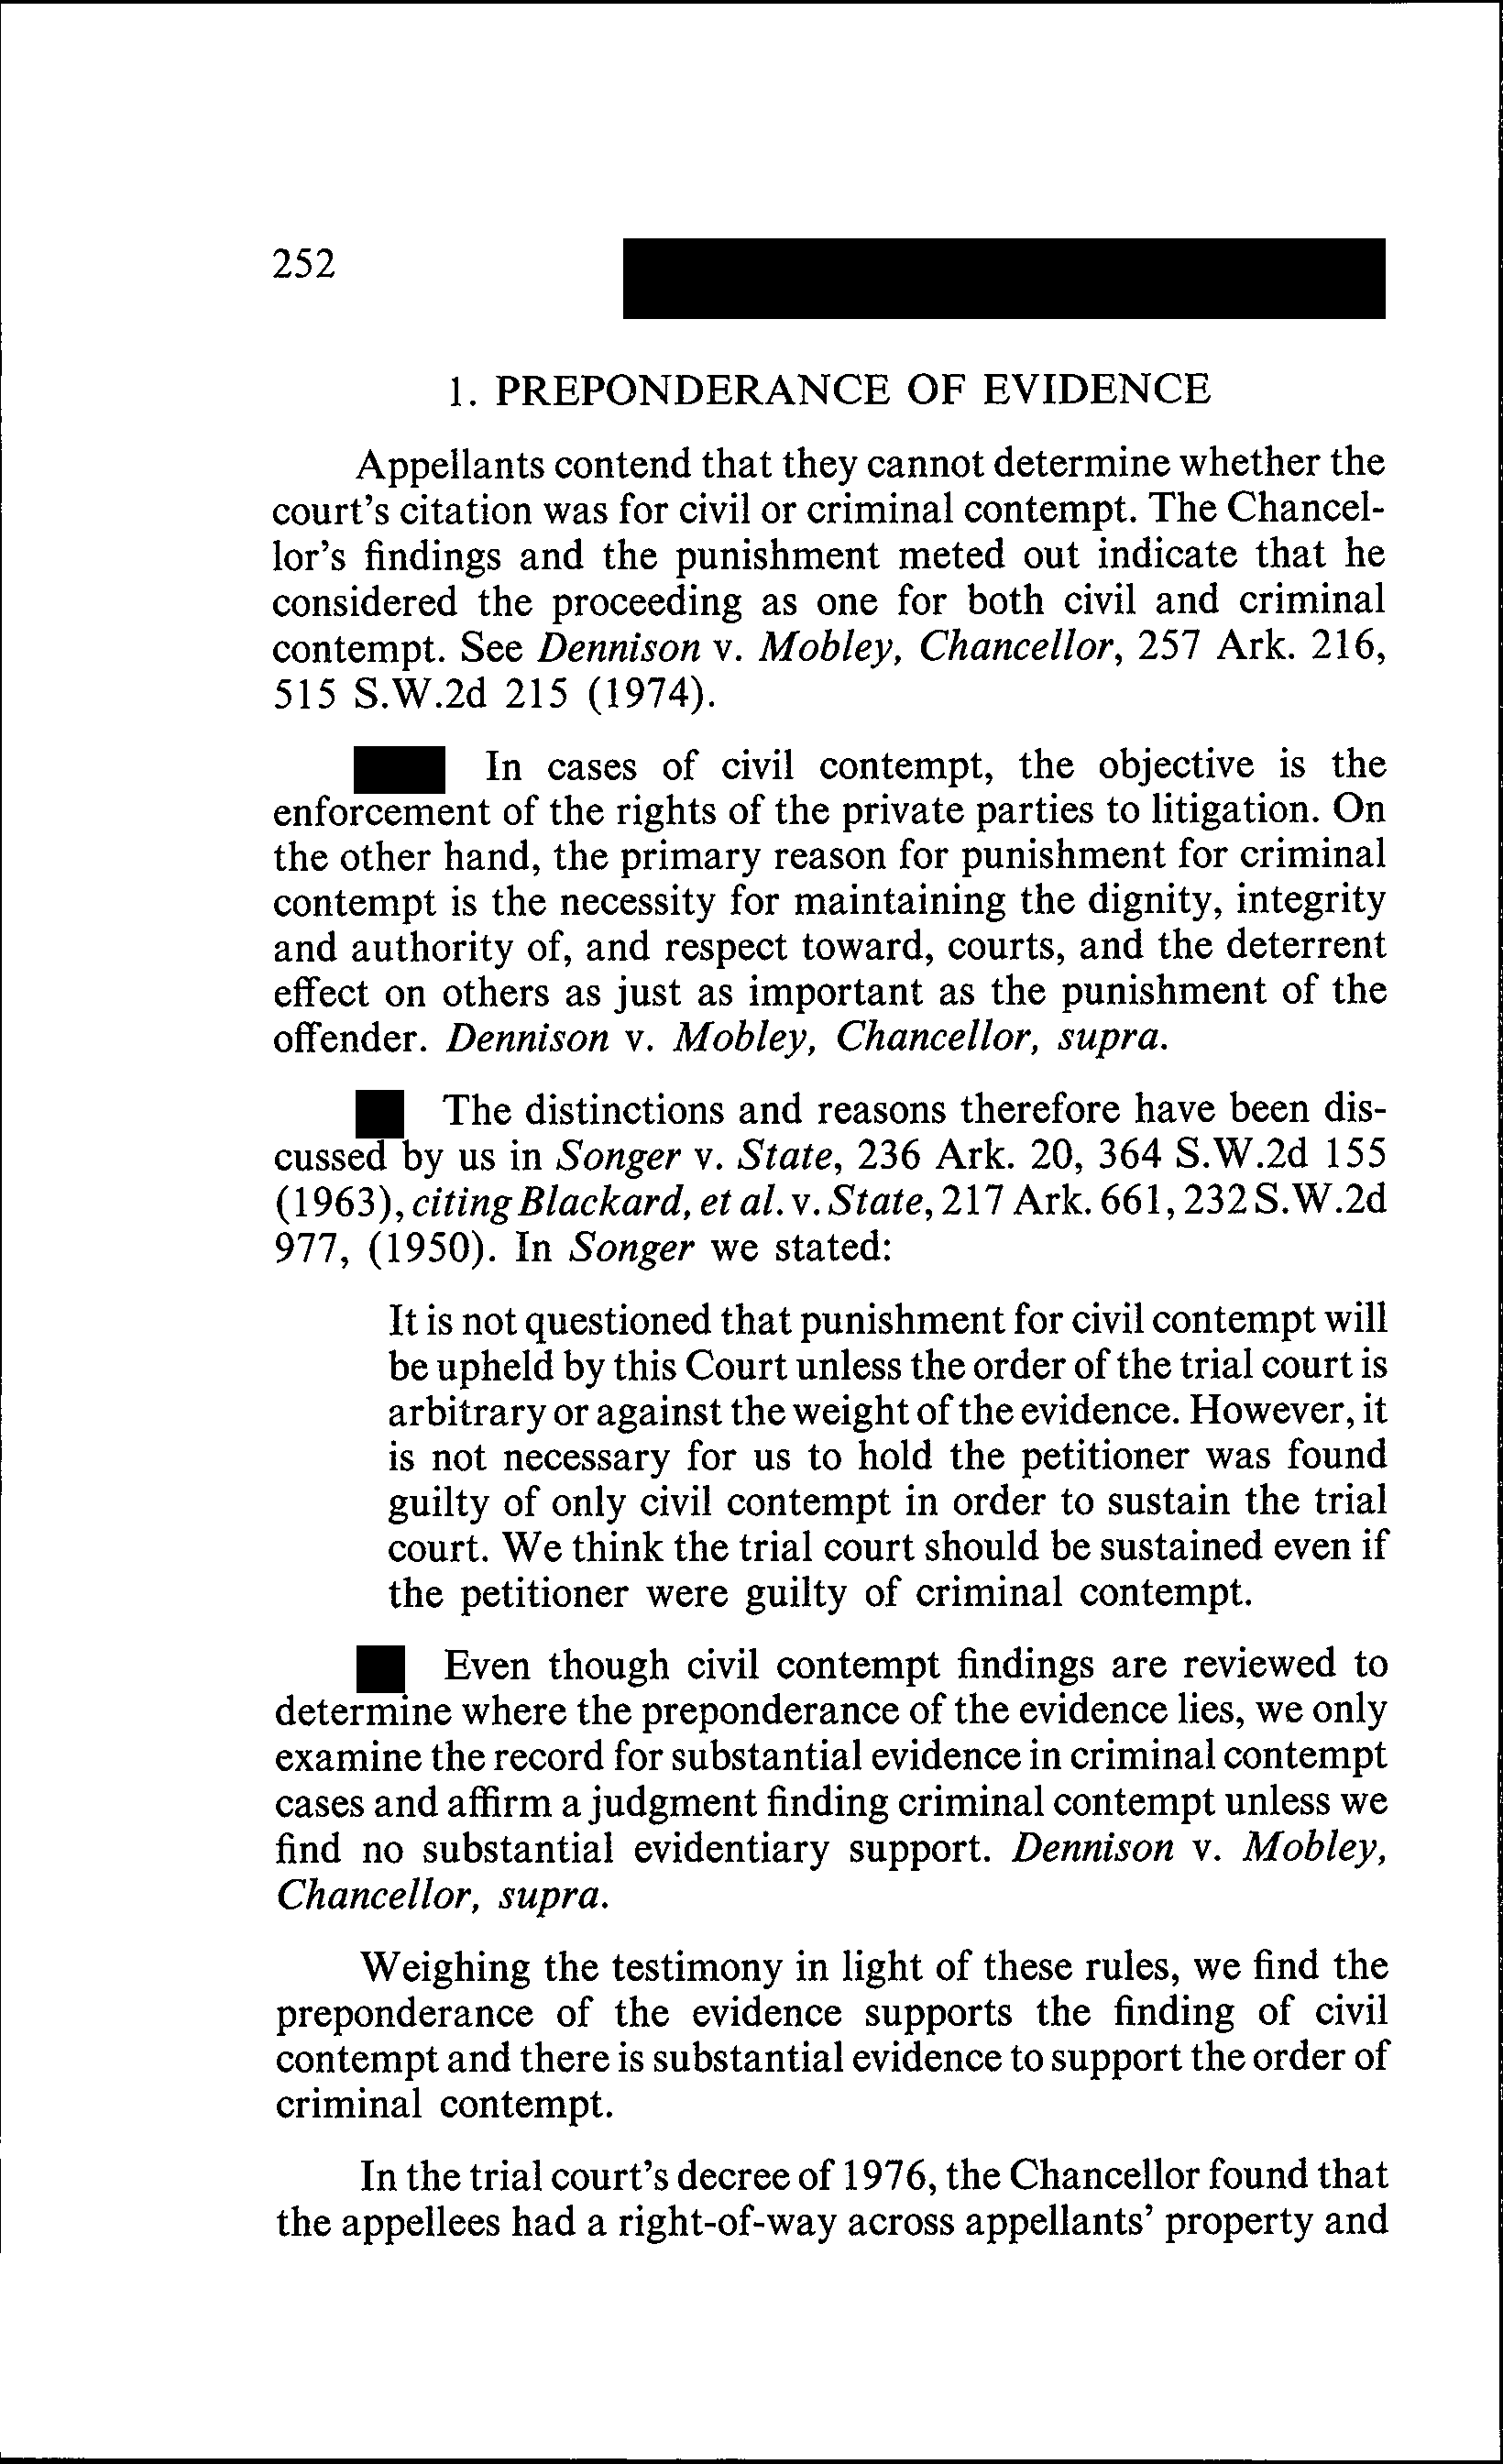 252
1. PREPONDERANCE OF EVIDENCE
Appellants contend that they cannot determine whether the
court's citation was for civil or criminal contempt. The Chancel-
lor's findings and the punishment meted out indicate that he
considered the proceeding as one for both civil and criminal
contempt. See Dennison v. Mobley, Chancellor, 257 Ark. 216,
515 S.W.2d 215 (1974).
In cases of civil contempt, the objective is the
enforcement of the rights of the private parties to litigation. On
the other hand, the primary reason for punishment for criminal
contempt is the necessity for maintaining the dignity, integrity
and authority of, and respect toward, courts, and the deterrent
effect on others as just as important as the punishment of the
offender. Dennison v. Mobley, Chancellor, supra.
The distinctions and reasons therefore have been dis-
cussed by us in Songer v. State, 236 Ark. 20, 364 S.W.2d 155
(1963), citing Blackard, et al. v. State, 217 Ark. 661, 232 S.W.2d
977, (1950). In Songer we stated:
It is not questioned that punishment for civil contempt will
be upheld by this Court unless the order of the trial court is
arbitrary or against the weight of the evidence. However, it
is not necessary for us to hold the petitioner was found
guilty of only civil contempt in order to sustain the trial
court. We think the trial court should be sustained even if
the petitioner were guilty of criminal contempt.
Even though civil contempt findings are reviewed to
determine where the preponderance of the evidence lies, we only
examine the record for substantial evidence in criminal contempt
cases and affirm a judgment finding criminal contempt unless we
find no substantial evidentiary support. Dennison v. Mobley,
Chancellor, supra.
Weighing the testimony in light of these rules, we find the
preponderance of the evidence supports the finding of civil
contempt and there is substantial evidence to support the order of
criminal contempt.
In the trial court's decree of 1976, the Chancellor found that
the appellees had a right-of-way across appellants' property and